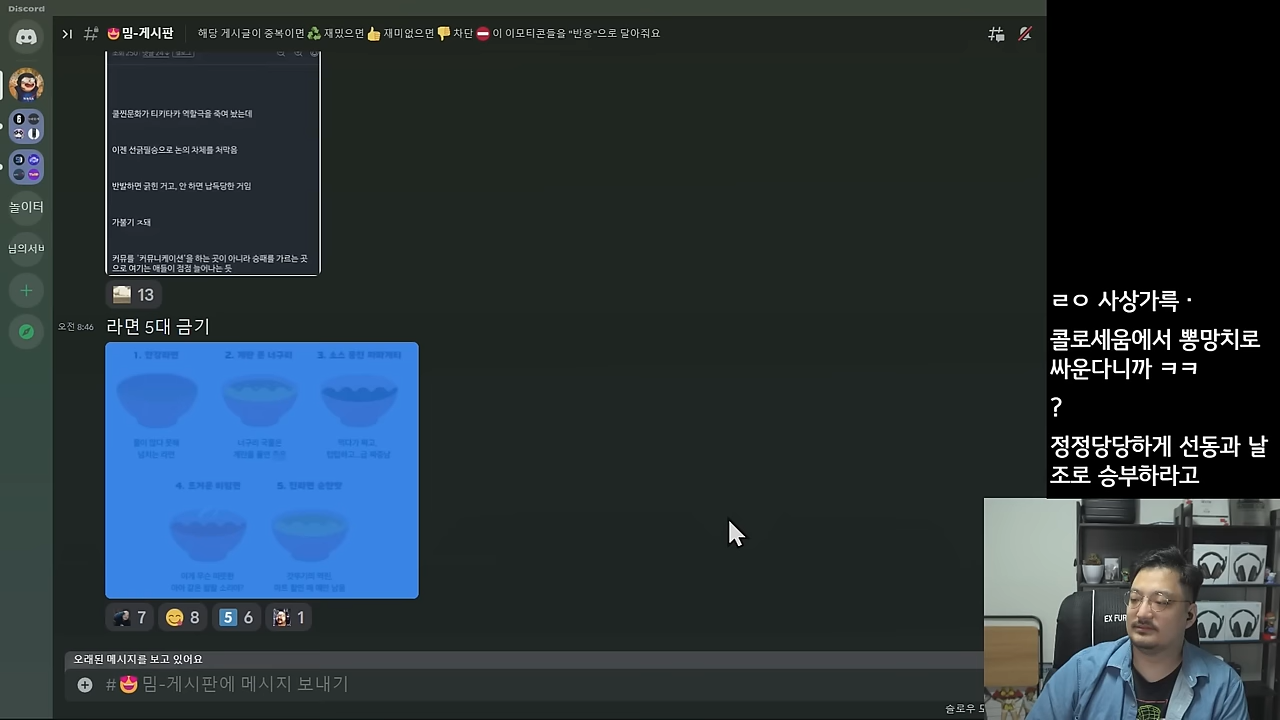 Discord
밈-게시판
해당 게시글이 중복이면 ♻️ 재밌으면 👍 재미없으면 👎 차단 ⛔ 이 이모티콘들을 "반응"으로 달아줘요
쿨찐문화가 티키타카 역할극을 죽여 놨는데
이젠 선긁필승으로 논의 자체를 처막음
반발하면 긁힌 거고, 안 하면 납득당한 거임
가불기 ㅈ돼
커뮤를 '커뮤니케이션'을 하는 곳이 아니라 승패를 가르는 곳
으로 여기는 애들이 점점 늘어나는 듯
13
오전 8:46 라면 5대 금기
7 8 5 6 1
놀이터
님의서버
오래된 메시지를 보고 있어요
#😍밈-게시판에 메시지 보내기
슬로우
ㄹㅇ 사상가륵 ·
콜로세움에서 뿅망치로
싸운다니까 ㅋㅋ
?
정정당당하게 선동과 날
조로 승부하라고